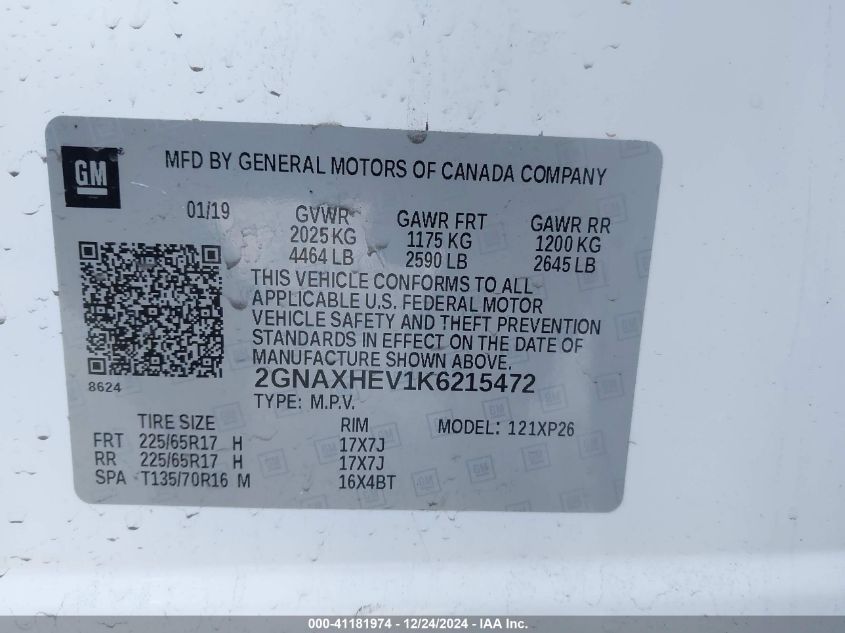 GM
MFD BY GENERAL MOTORS OF CANADA COMPANY
01/19 GVWR GAWR FRT GAWR RR
2025 KG 1175 KG 1200 KG
4464 LB 2590 LB 2645 LB
THIS VEHICLE CONFORMS TO ALL
APPLICABLE U.S. FEDERAL MOTOR
VEHICLE SAFETY AND THEFT PREVENTION
STANDARDS IN EFFECT ON THE DATE OF
MANUFACTURE SHOWN ABOVE.
8624
2GNAXHEV1K6215472
TYPE: M.P.V.
TIRE SIZE RIM MODEL: 121XP26
FRT 225/65R17 H 17X7J
RR 225/65R17 H 17X7J
SPA T135/70R16 M 16X4BT
000-41181974 - 12/24/2024 - IAA Inc.